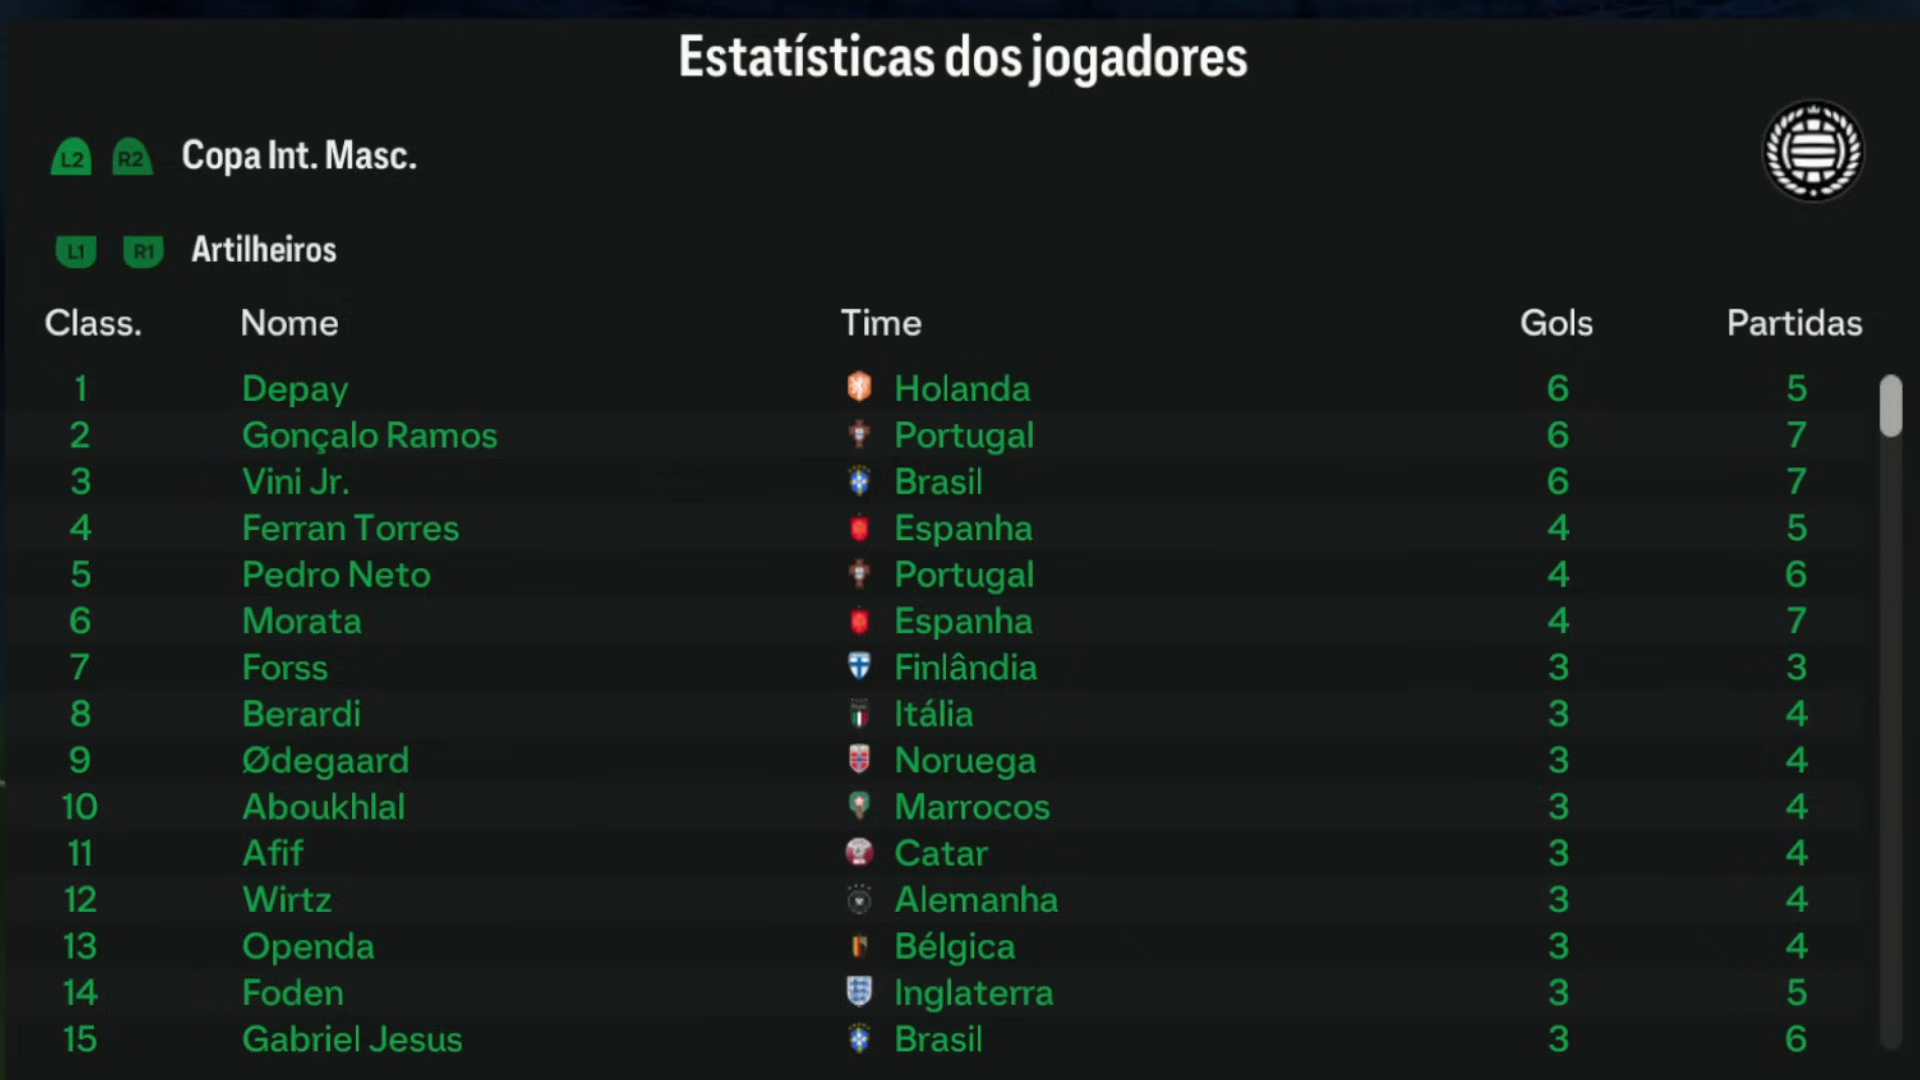 Estatísticas dos jogadores
L2 R2 Copa Int. Masc.
L1 R1 Artilheiros
Class. Nome Time Gols Partidas
1 Depay Holanda 6 5
2 Gonçalo Ramos Portugal 6 7
3 Vini Jr. Brasil 6 7
4 Ferran Torres Espanha 4 5
5 Pedro Neto Portugal 4 6
6 Morata Espanha 4 7
7 Forss Finlândia 3 3
8 Berardi Itália 3 4
9 Ødegaard Noruega 3 4
10 Aboukhlal Marrocos 3 4
11 Afif Catar 3 4
12 Wirtz Alemanha 3 4
13 Openda Bélgica 3 4
14 Foden Inglaterra 3 5
15 Gabriel Jesus Brasil 3 6